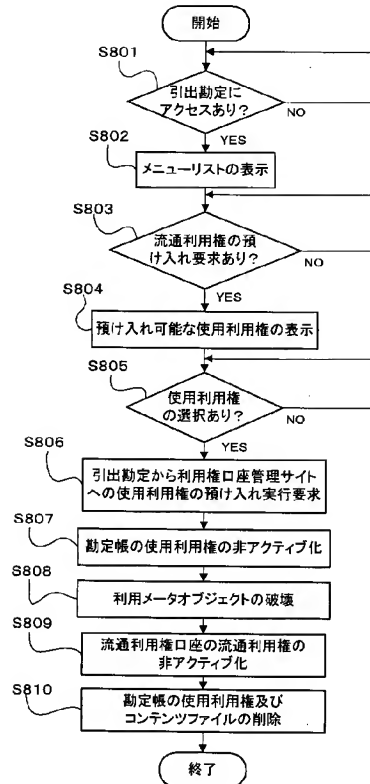 開始
S801
引出勘定に
アクセスあり?
NO
YES
S802
メニューリストの表示
S803
流通利用権の預
け入れ要求あり?
NO
YES
S804
預け入れ可能な使用利用権の表示
S805
使用利用権
の選択あり?
NO
YES
S806
引出勘定から利用権口座管理サイト
への使用利用権の預け入れ実行要求
S807
勘定帳の使用利用権の非アクティブ化
S808
利用メータオブジェクトの破壊
S809
流通利用権口座の流通利用権の
非アクティブ化
S810
勘定帳の使用利用権及び
コンテンツファイルの削除
終了